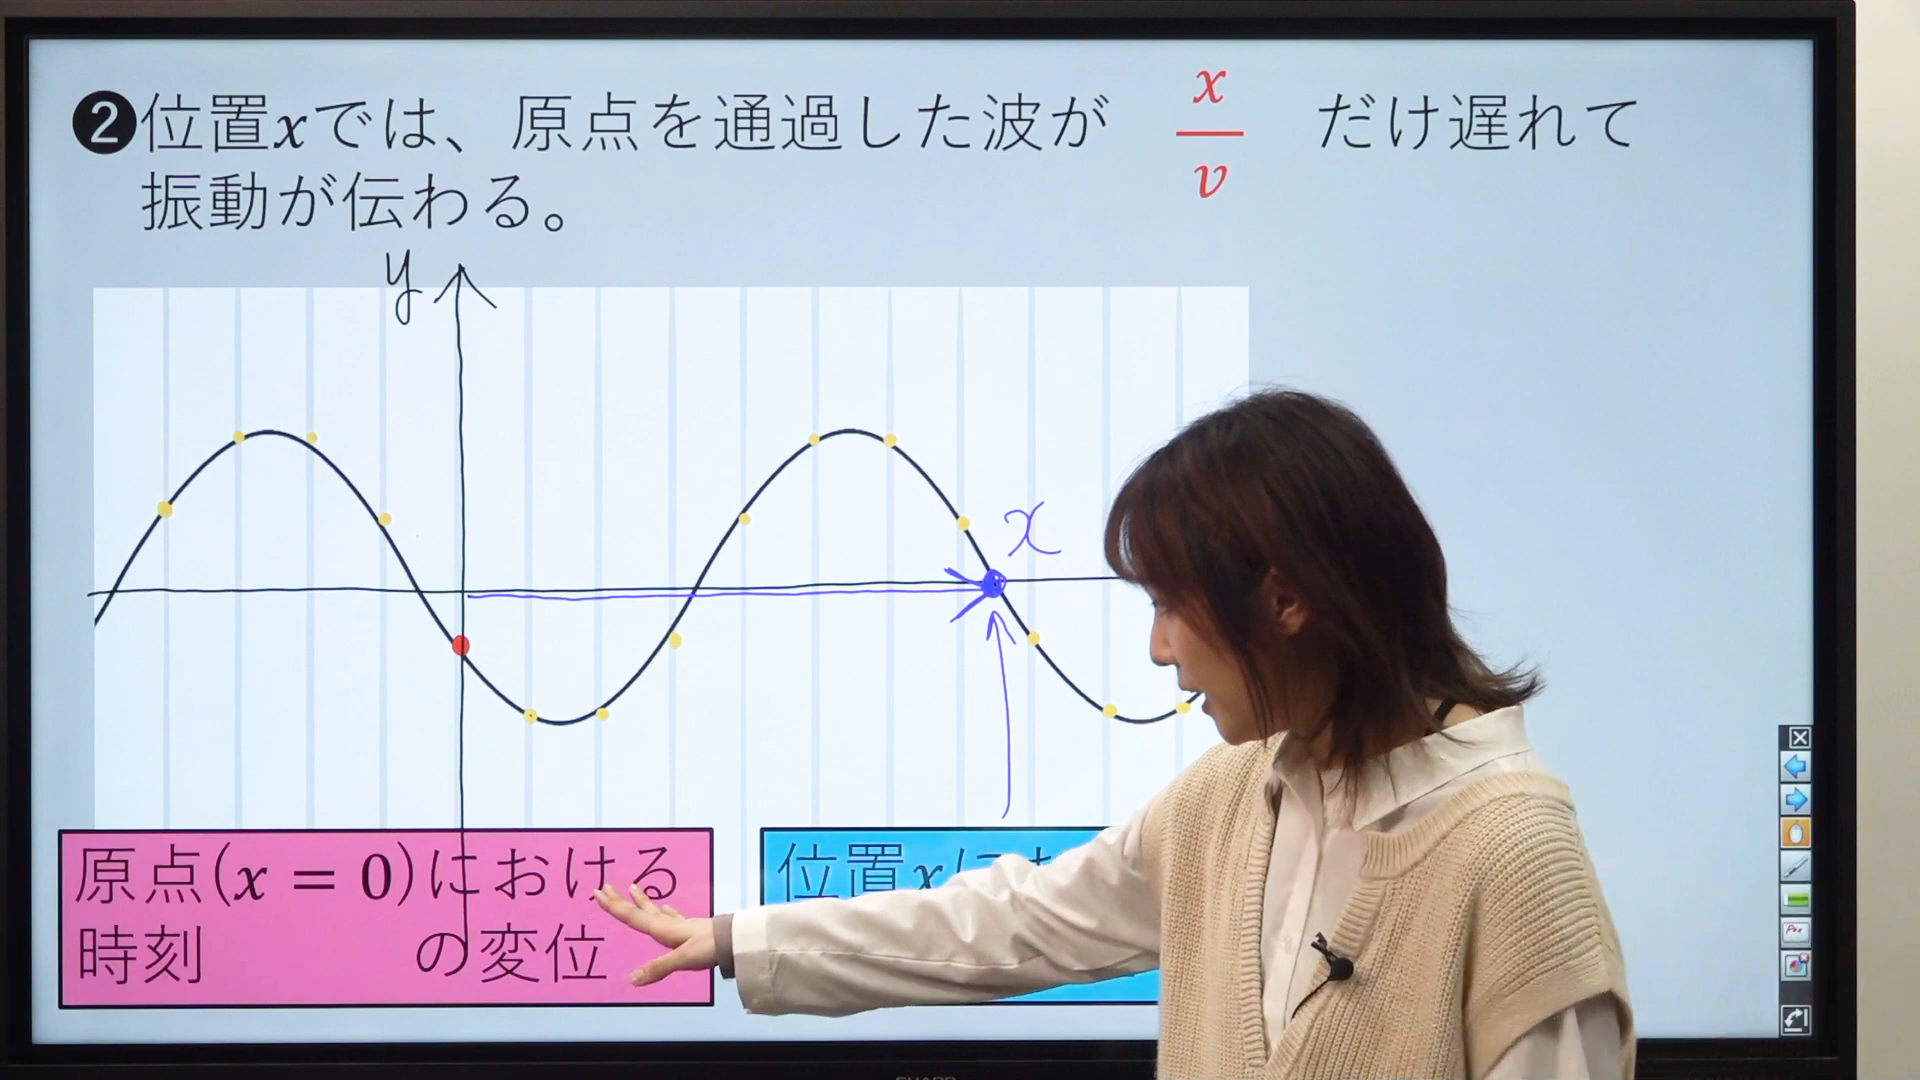 ❷位置xでは、原点を通過した波が x/v だけ遅れて
振動が伝わる。
y
x
原点(x = 0)における
時刻 の変位
位置xに